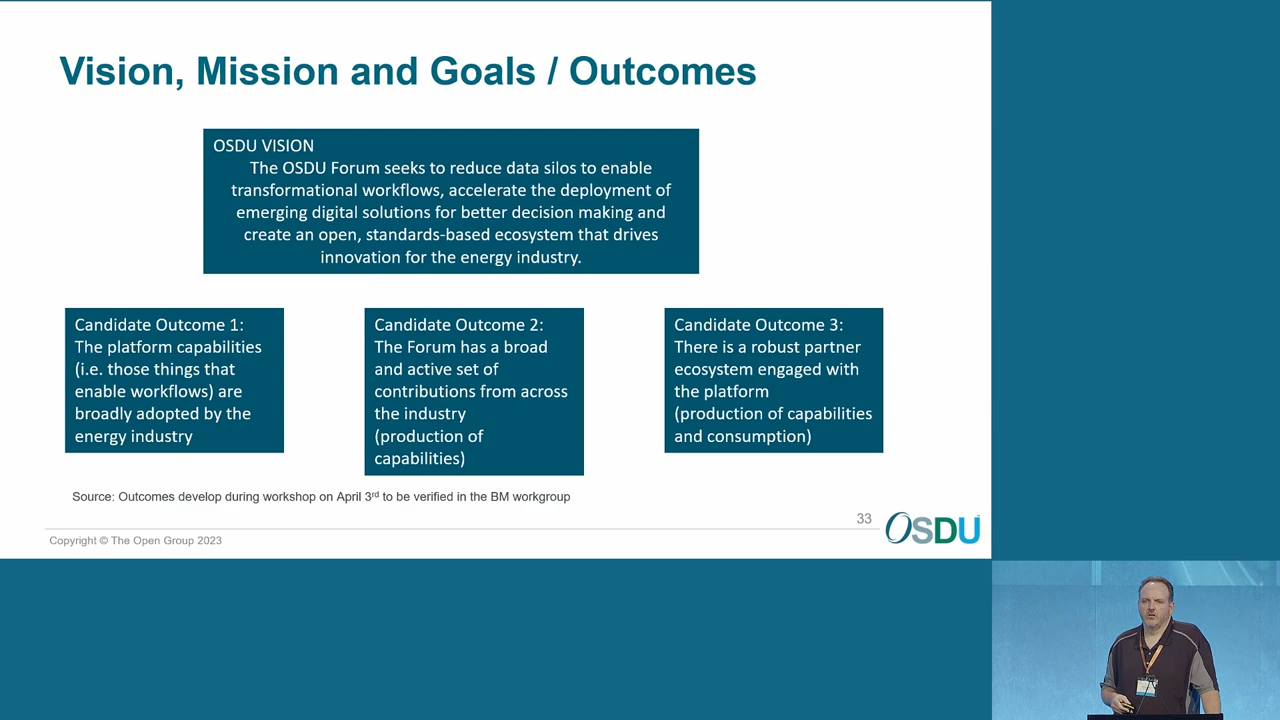 Vision, Mission and Goals / Outcomes
OSDU VISION
The OSDU Forum seeks to reduce data silos to enable
transformational workflows, accelerate the deployment of
emerging digital solutions for better decision making and
create an open, standards-based ecosystem that drives
innovation for the energy industry.
Candidate Outcome 1:
The platform capabilities
(i.e. those things that
enable workflows) are
broadly adopted by the
energy industry
Candidate Outcome 2:
The Forum has a broad
and active set of
contributions from across
the industry
(production of
capabilities)
Candidate Outcome 3:
There is a robust partner
ecosystem engaged with
the platform
(production of capabilities
and consumption)
Source: Outcomes develop during workshop on April 3rd to be verified in the BM workgroup
33
OSDU
Copyright © The Open Group 2023